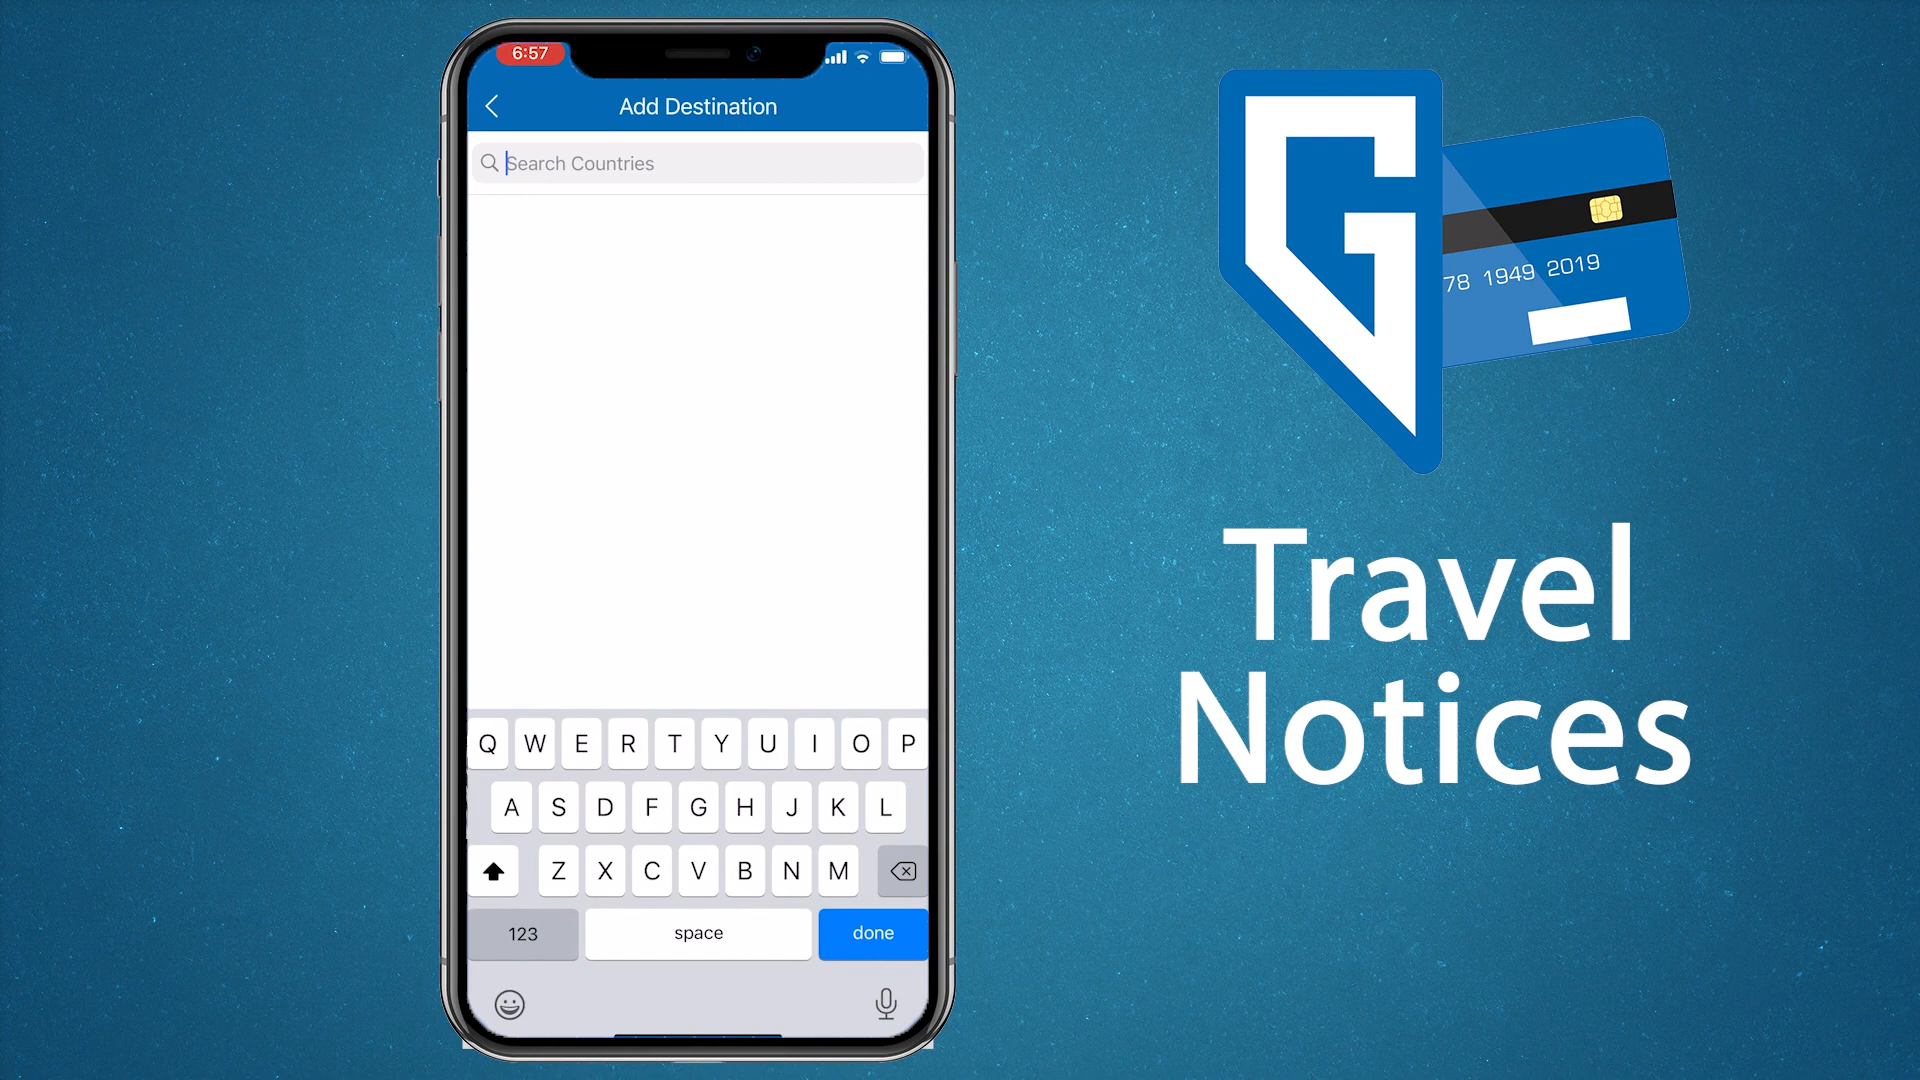 6:57
Add Destination
Search Countries
Q W E R T Y U I O P
A S D F G H J K L
Z X C V B N M
123 space done
G
78 1949 2019
Travel
Notices